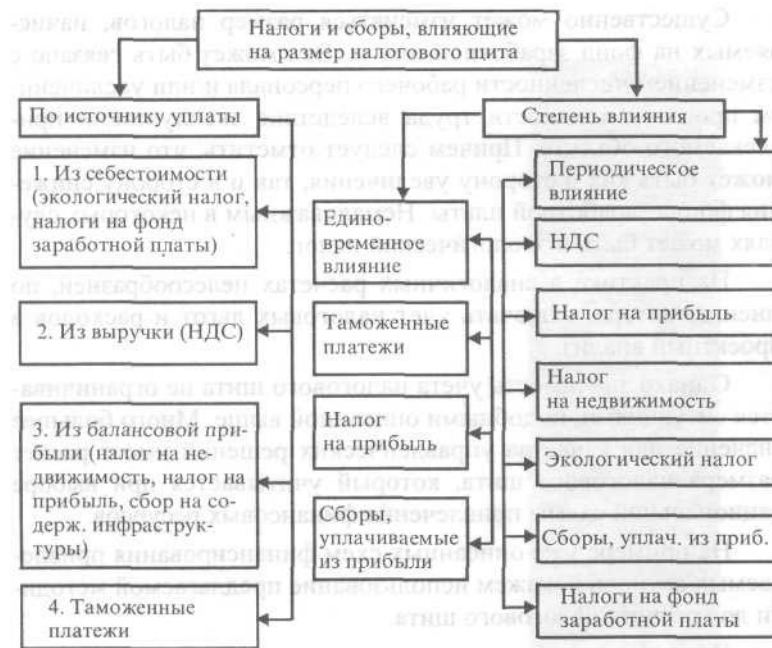 Налоги и сборы, влияющие
на размер налогового щита
По источнику уплаты
1. Из себестоимости
(экологический налог,
налоги на фонд
заработной платы)
2. Из выручки (НДС)
3. Из балансовой при-
были (налог на не-
движимость, налог на
прибыль, сбор на со-
держ. инфраструк-
туры)
4. Таможенные
платежи
Степень влияния
Едино-
временное
влияние
Таможенные
платежи
Налог
на прибыль
Сборы,
уплачиваемые
из прибыли
Периодическое
влияние
НДС
Налог на прибыль
Налог
на недвижимость
Экологический налог
Сборы, уплач. из приб.
Налоги на фонд
заработной платы